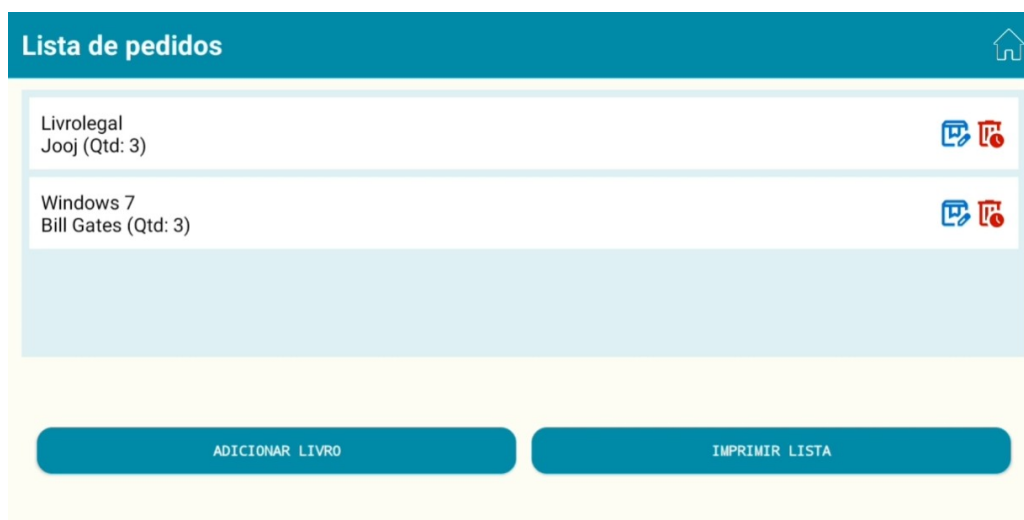 Lista de pedidos
Livrolegal
Jooj (Qtd: 3)
Windows 7
Bill Gates (Qtd: 3)
ADICIONAR LIVRO
IMPRIMIR LISTA